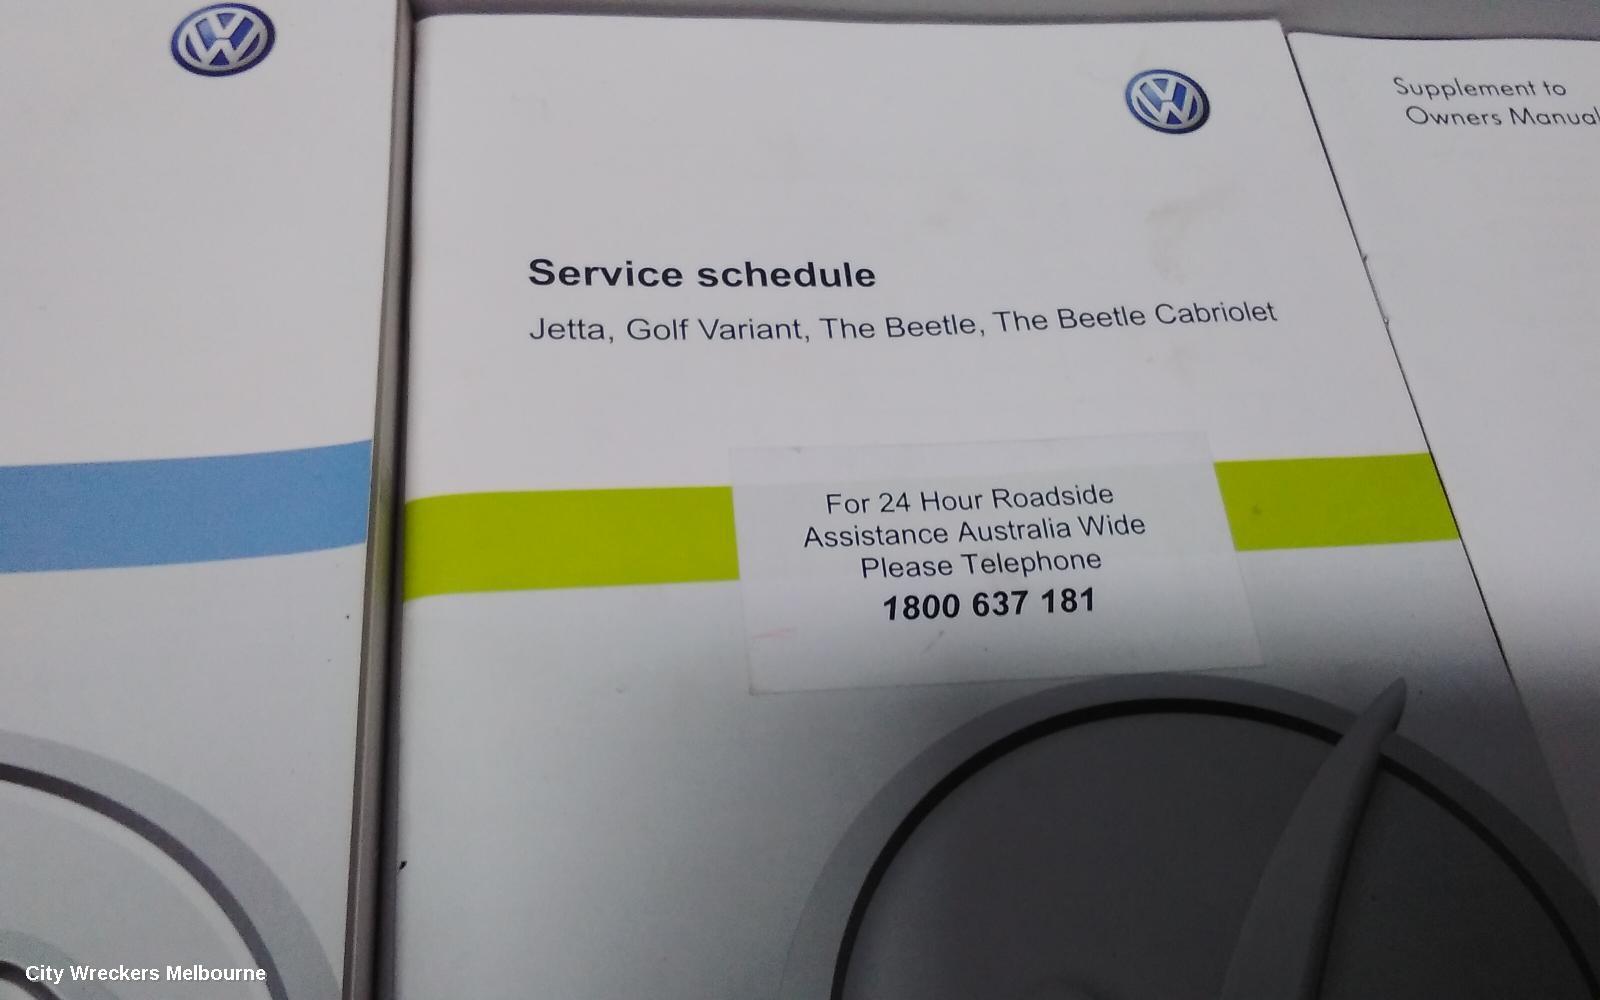 Service schedule
Jetta, Golf Variant, The Beetle, The Beetle Cabriolet
For 24 Hour Roadside
Assistance Australia Wide
Please Telephone
1800 637 181
Supplement to
Owners Manual
City Wreckers Melbourne